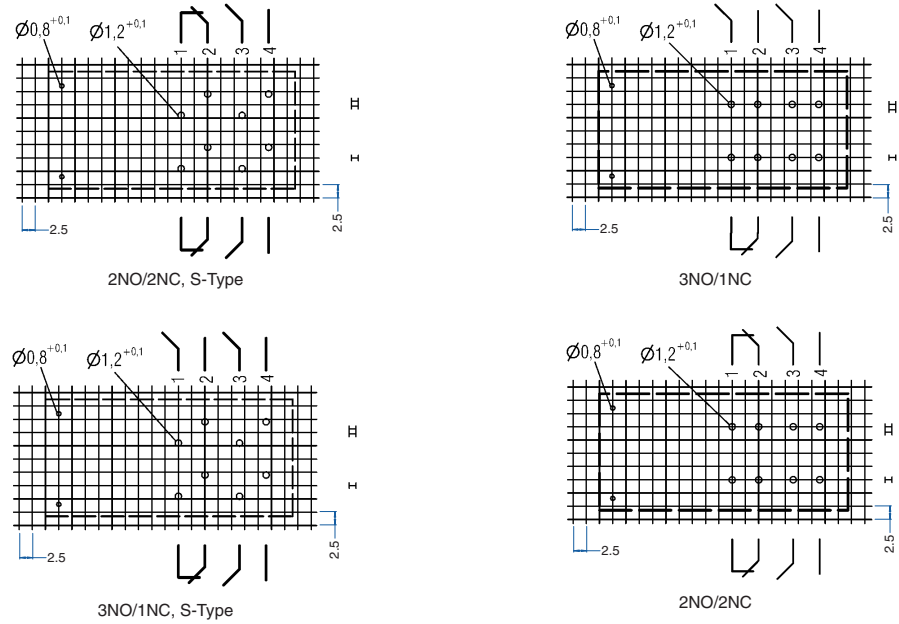 Ø0,8+0,1 Ø1,2+0,1
1 2 3 4
II
I
2.5
2.5
2NO/2NC, S-Type
Ø0,8+0,1 Ø1,2+0,1
1 2 3 4
II
I
2.5
2.5
3NO/1NC
Ø0,8+0,1 Ø1,2+0,1
1 2 3 4
II
I
2.5
2.5
3NO/1NC, S-Type
Ø0,8+0,1 Ø1,2+0,1
1 2 3 4
II
I
2.5
2.5
2NO/2NC